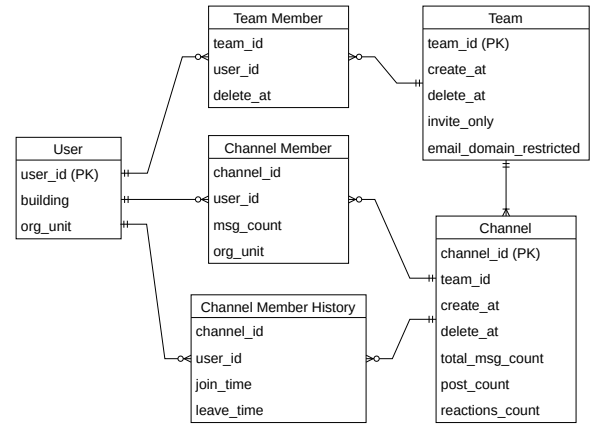 Team Member
team_id
user_id
delete_at
Team
team_id (PK)
create_at
delete_at
invite_only
email_domain_restricted
User
user_id (PK)
building
org_unit
Channel Member
channel_id
user_id
msg_count
org_unit
Channel
channel_id (PK)
team_id
create_at
delete_at
total_msg_count
post_count
reactions_count
Channel Member History
channel_id
user_id
join_time
leave_time